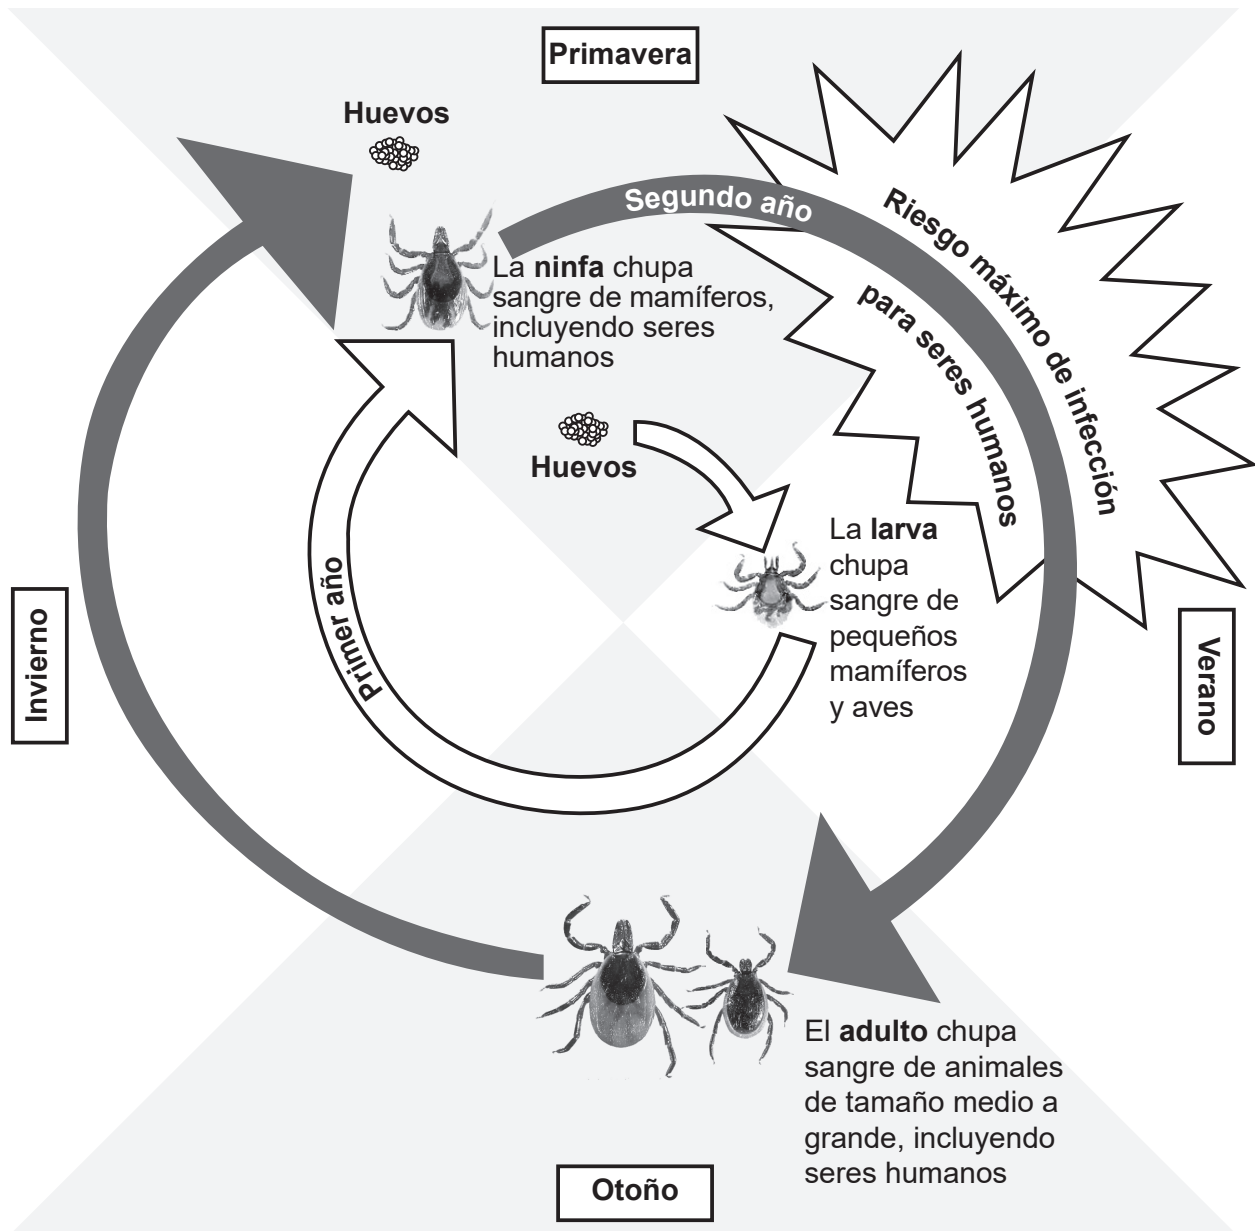 Primavera
Huevos
Segundo año
Riesgo máximo de infección
para seres humanos
La ninfa chupa
sangre de mamíferos,
incluyendo seres
humanos
Huevos
La larva
chupa
sangre de
pequeños
mamíferos
y aves
Primer año
Invierno
Verano
El adulto chupa
sangre de animales
de tamaño medio a
grande, incluyendo
seres humanos
Otoño